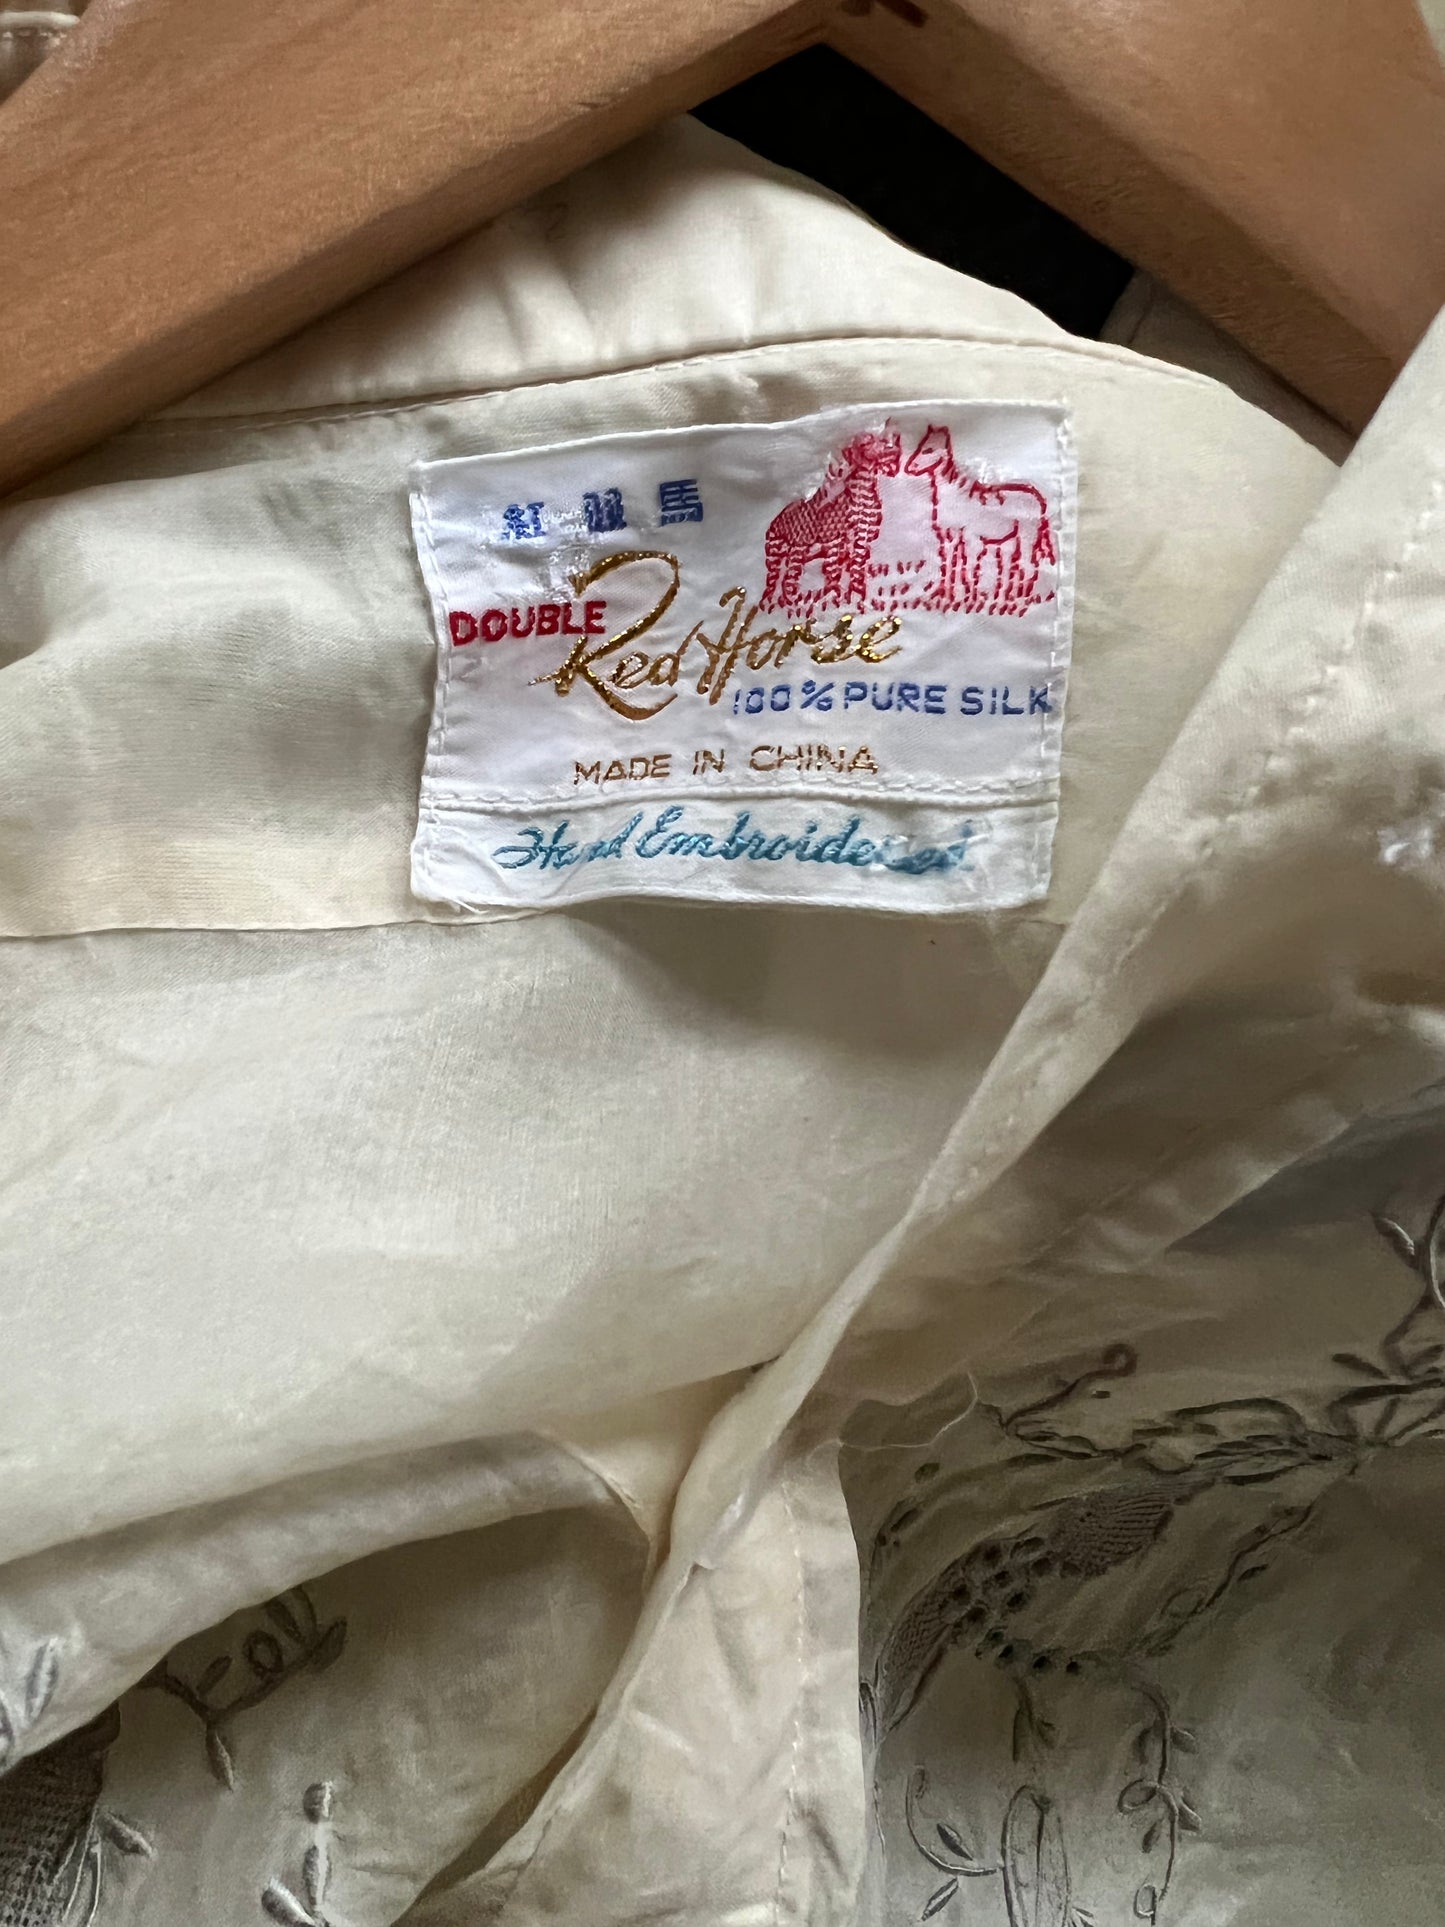 紅雙馬
DOUBLE Red Horse
100% PURE SILK
MADE IN CHINA
Hand Embroidered